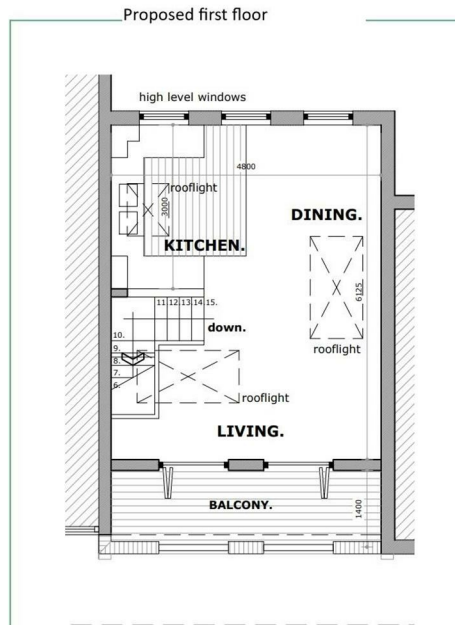 Proposed first floor
high level windows
4800
rooflight
3000
DINING.
KITCHEN.
6125
11. 12. 13. 14. 15.
down.
10.
9.
8.
7.
6.
rooflight
rooflight
LIVING.
BALCONY.
1400